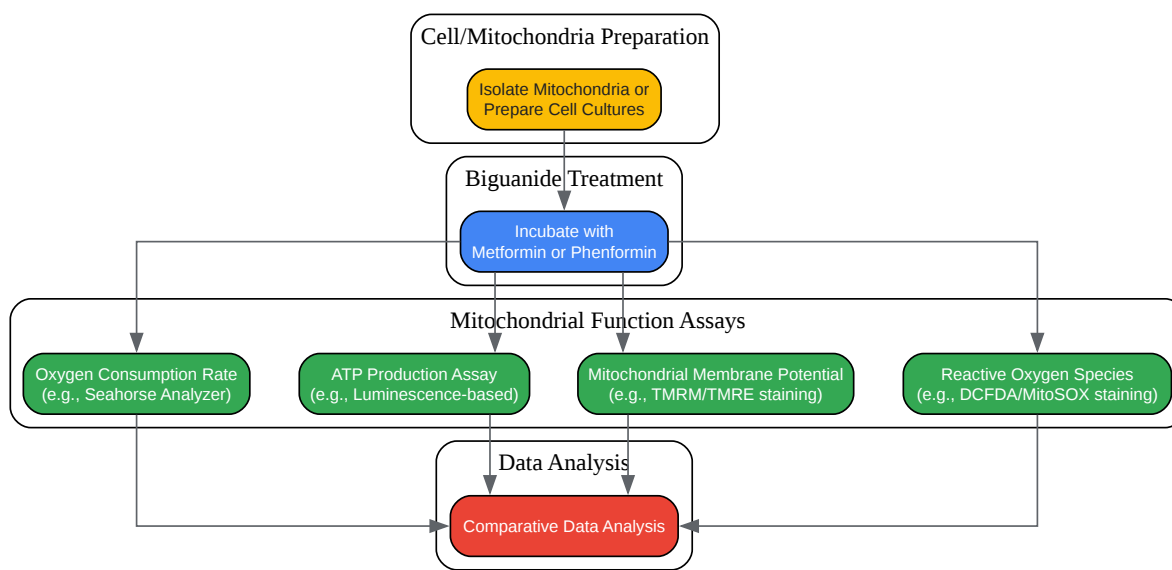 Cell/Mitochondria Preparation
Isolate Mitochondria or
Prepare Cell Cultures
Biguanide Treatment
Incubate with
Metformin or Phenformin
Mitochondrial Function Assays
Oxygen Consumption Rate
(e.g., Seahorse Analyzer)
ATP Production Assay
(e.g., Luminescence-based)
Mitochondrial Membrane Potential
(e.g., TMRM/TMRE staining)
Reactive Oxygen Species
(e.g., DCFDA/MitoSOX staining)
Data Analysis
Comparative Data Analysis